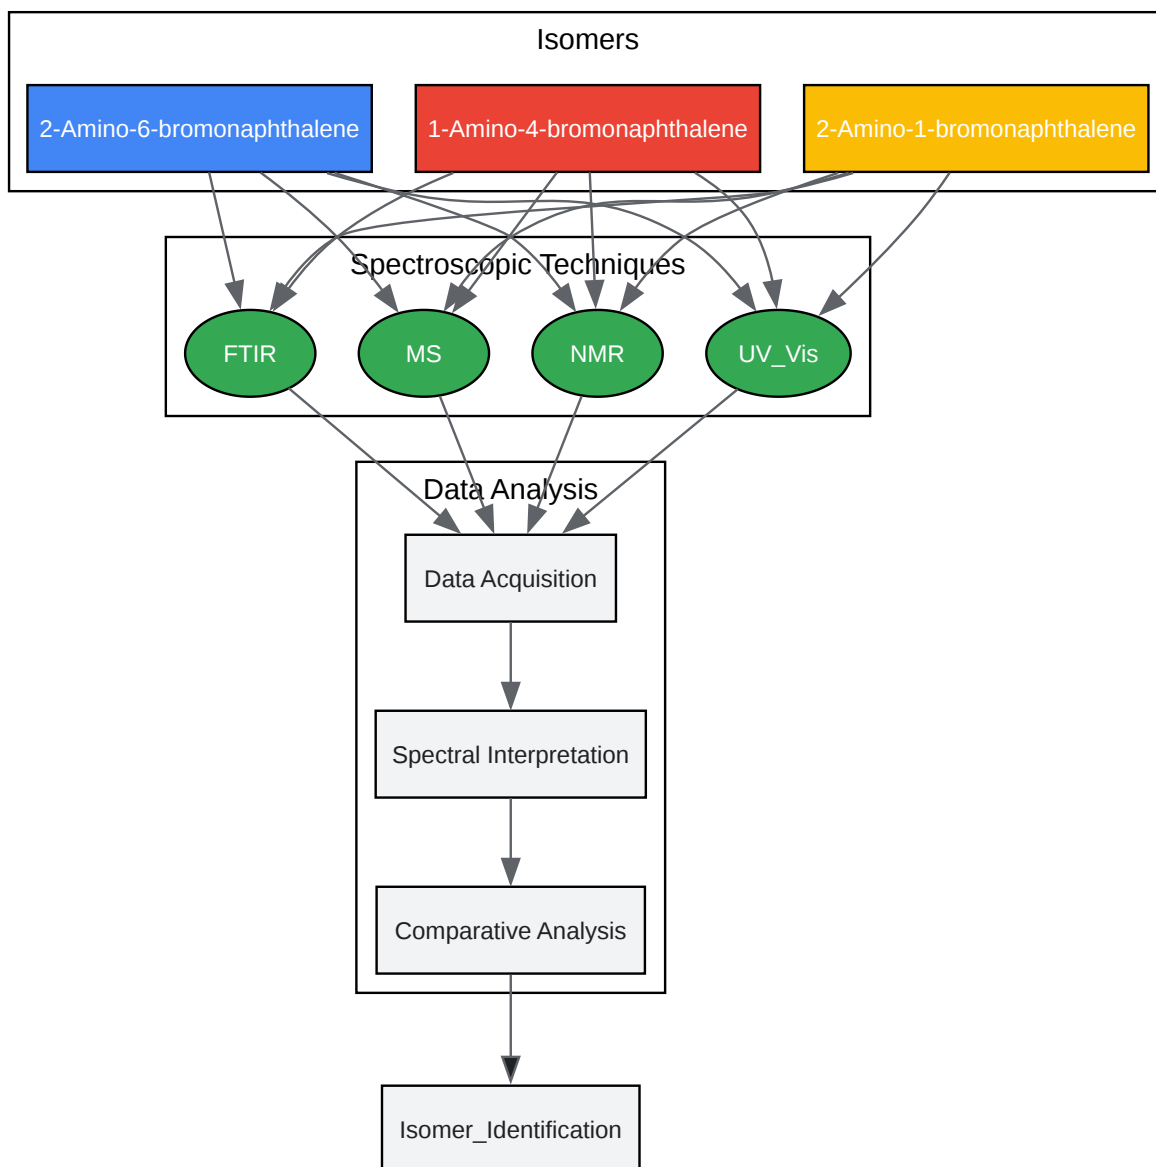 Isomers
2-Amino-6-bromonaphthalene
1-Amino-4-bromonaphthalene
2-Amino-1-bromonaphthalene
Spectroscopic Techniques
FTIR
MS
NMR
UV_Vis
Data Analysis
Data Acquisition
Spectral Interpretation
Comparative Analysis
Isomer_Identification